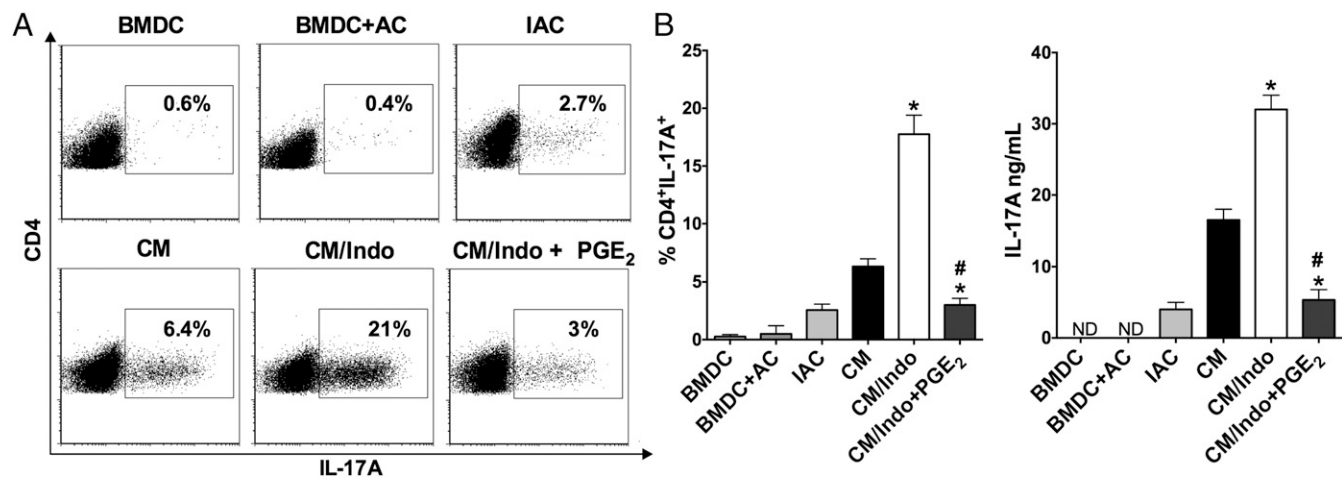 A
BMDC
BMDC+AC
IAC
0.6%
0.4%
2.7%
CM
CM/Indo
CM/Indo + PGE₂
6.4%
21%
3%
CD4
IL-17A
B
% CD4⁺IL-17A⁺
25
20
15
10
5
0
*
#
*
BMDC
BMDC+AC
IAC
CM
CM/Indo
CM/Indo+PGE₂
IL-17A ng/mL
40
30
20
10
0
ND
ND
*
#
*
BMDC
BMDC+AC
IAC
CM
CM/Indo
CM/Indo+PGE₂